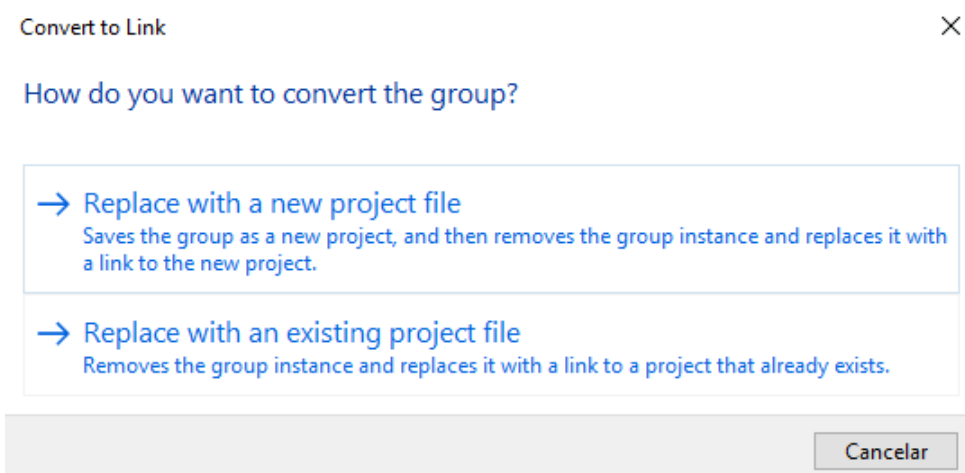 Convert to Link
How do you want to convert the group?
Replace with a new project file
Saves the group as a new project, and then removes the group instance and replaces it with
a link to the new project.
Replace with an existing project file
Removes the group instance and replaces it with a link to a project that already exists.
Cancelar